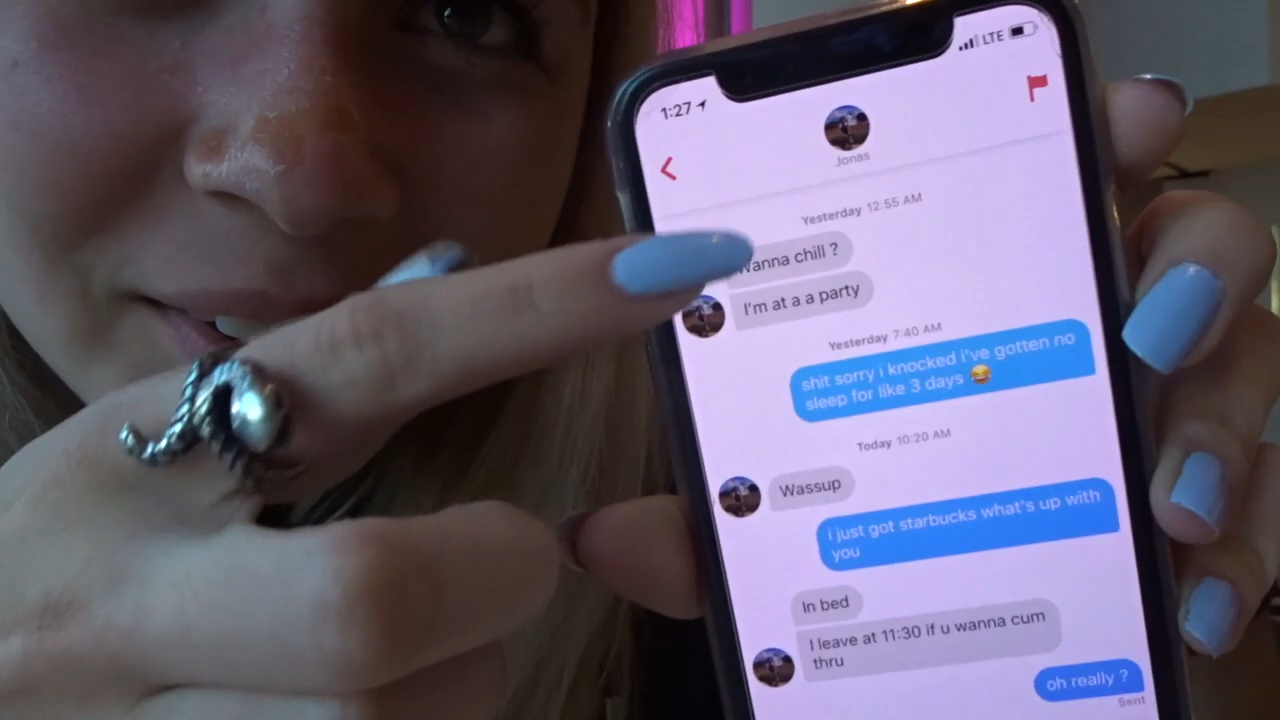 1:27
LTE
Jonas
Yesterday 12:55 AM
Wanna chill ?
I'm at a a party
Yesterday 7:40 AM
shit sorry i knocked i've gotten no
sleep for like 3 days 😂
Today 10:20 AM
Wassup
i just got starbucks what's up with
you
In bed
I leave at 11:30 if u wanna cum
thru
oh really ?
Sent